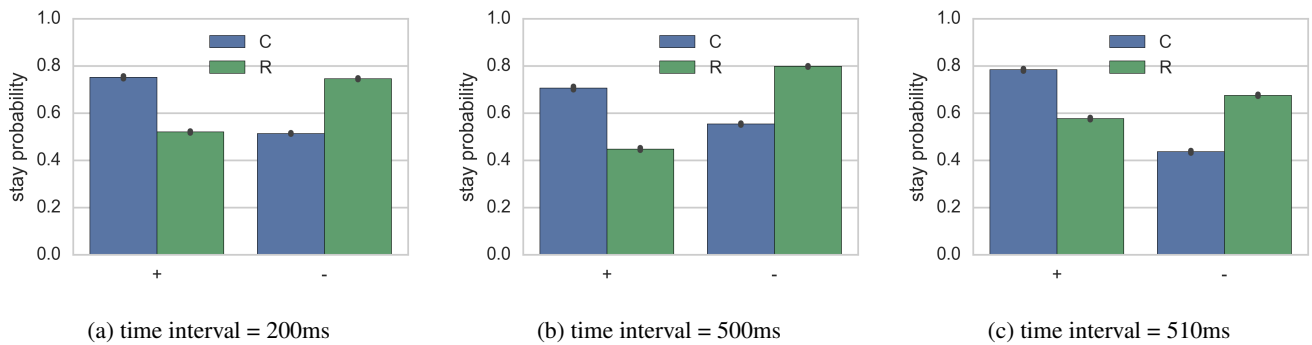 1.0
0.8
0.6
0.4
0.2
0.0
stay probability
C
R
+ -
(a) time interval = 200ms
1.0
0.8
0.6
0.4
0.2
0.0
stay probability
C
R
+ -
(b) time interval = 500ms
1.0
0.8
0.6
0.4
0.2
0.0
stay probability
C
R
+ -
(c) time interval = 510ms